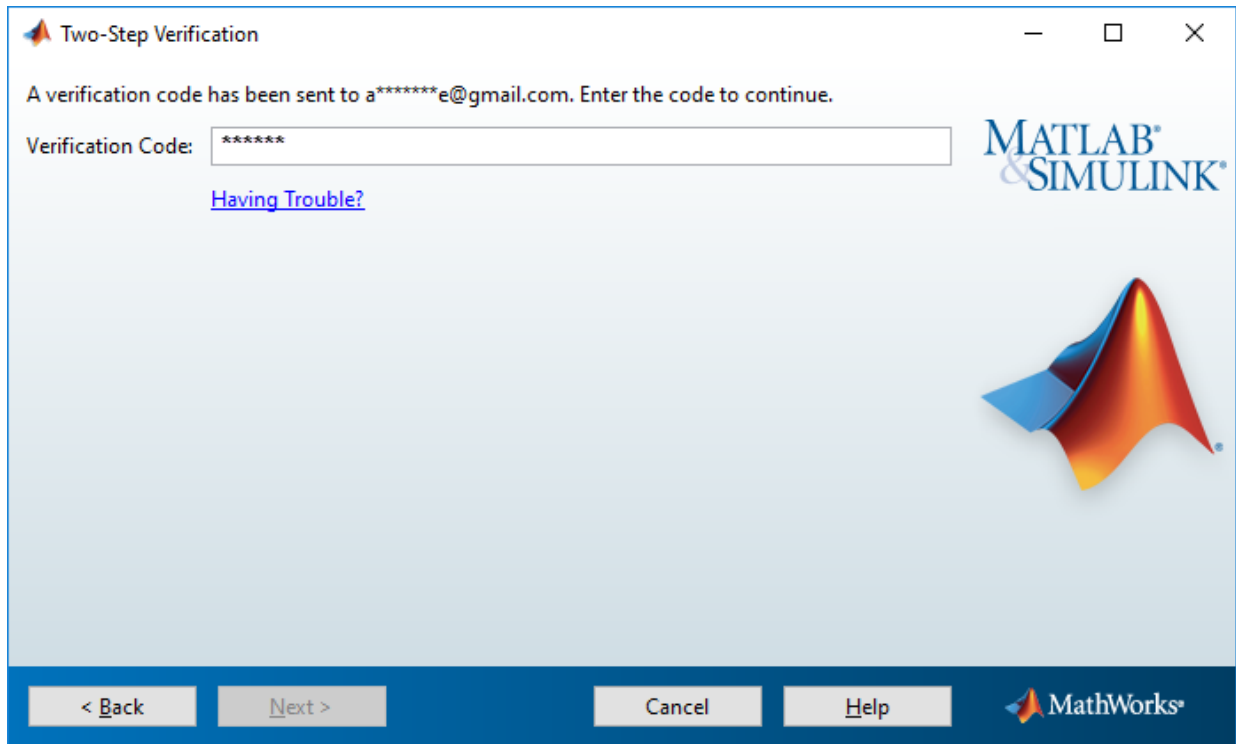 Two-Step Verification
A verification code has been sent to a*******e@gmail.com. Enter the code to continue.
Verification Code: ******
MATLAB®
&SIMULINK®
Having Trouble?
< Back Next > Cancel Help MathWorks®